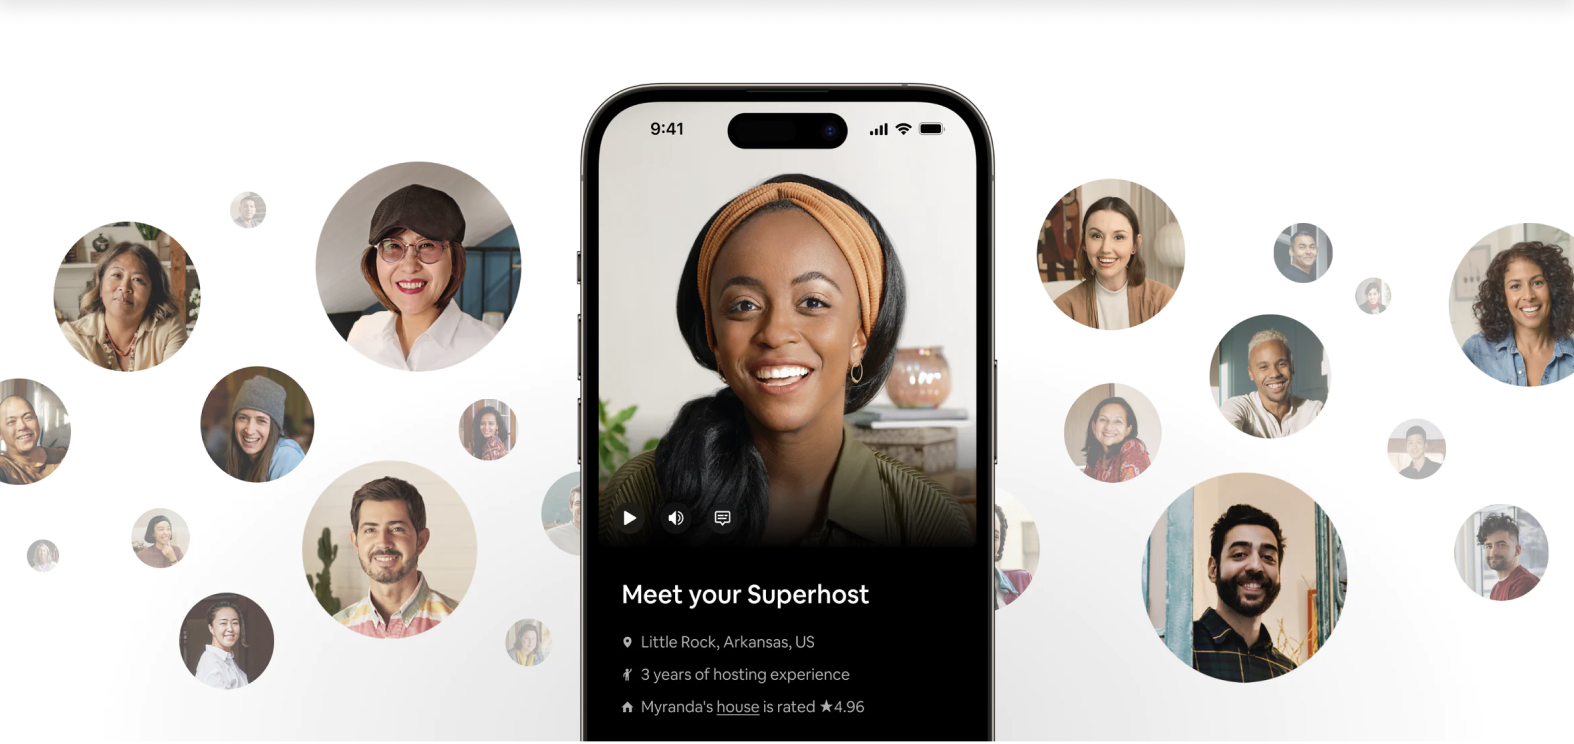 9:41
Meet your Superhost
Little Rock, Arkansas, US
3 years of hosting experience
Myranda's house is rated ★4.96